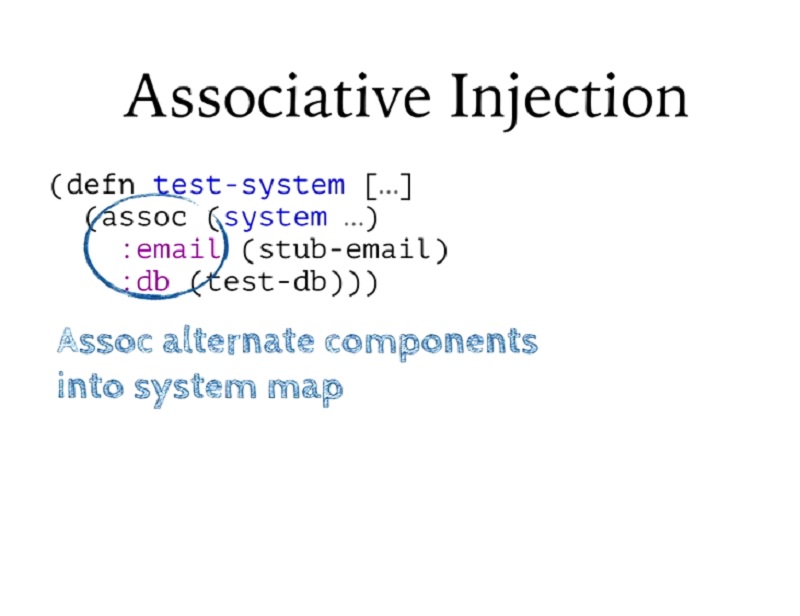 Associative Injection
(defn test-system […]
(assoc (system …)
:email (stub-email)
:db (test-db)))
Assoc alternate components
into system map